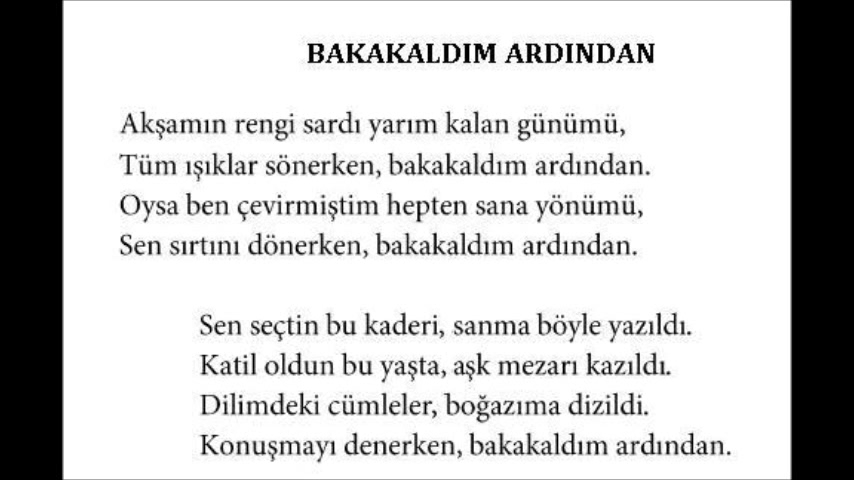 BAKAKALDIM ARDINDAN
Akşamın rengi sardı yarım kalan günümü,
Tüm ışıklar sönerken, bakakaldım ardından.
Oysa ben çevirmiştim hepten sana yönümü,
Sen sırtını dönerken, bakakaldım ardından.
Sen seçtin bu kaderi, sanma böyle yazıldı.
Katil oldun bu yaşta, aşk mezarı kazıldı.
Dilimdeki cümleler, boğazıma dizildi.
Konuşmayı denerken, bakakaldım ardından.